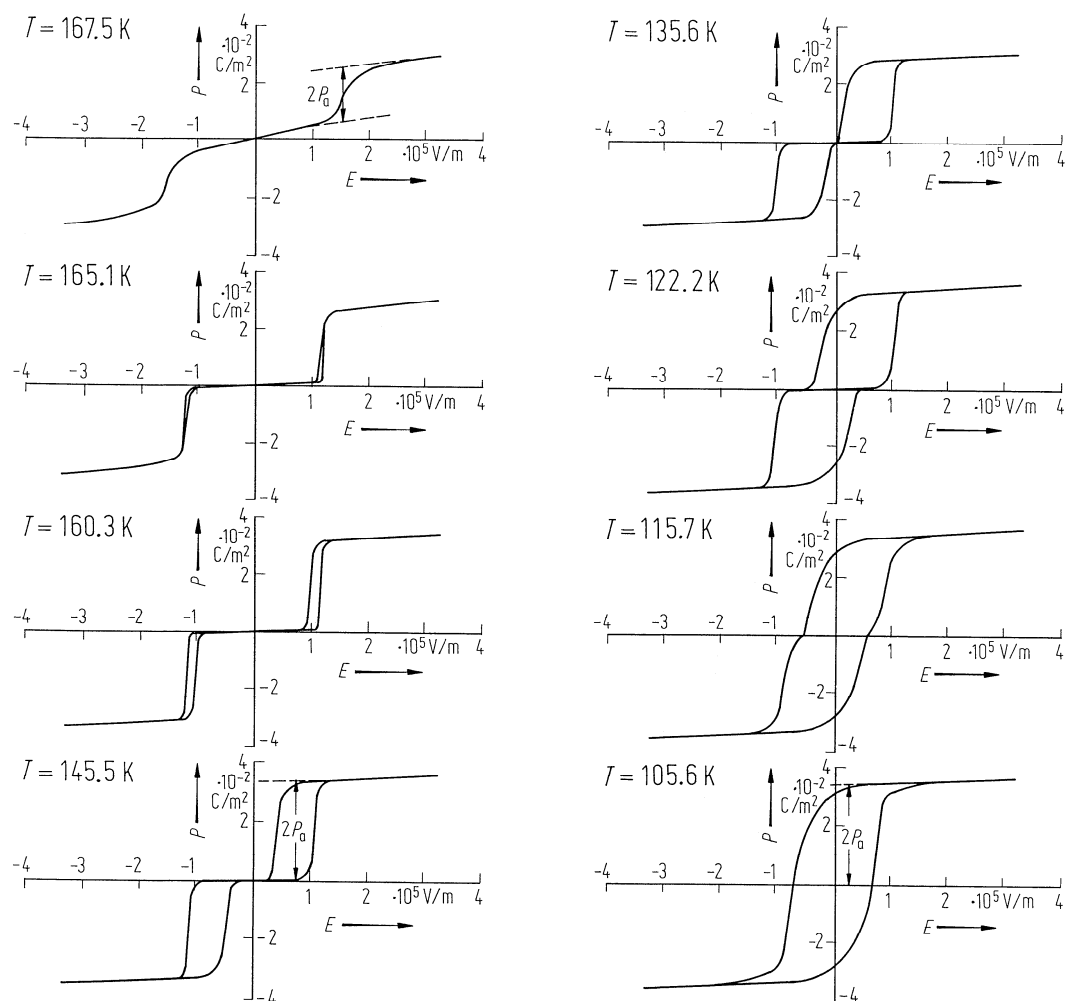 T = 167.5 K
4
·10⁻²
C/m²
2
P
2Pₐ
-4 -3 -2 -1 1 2 ·10⁵ V/m 4
E
-2
-4
T = 165.1 K
4
·10⁻²
C/m²
2
P
-4 -3 -2 -1 1 2 ·10⁵ V/m 4
E
-2
-4
T = 160.3 K
4
·10⁻²
C/m²
2
P
-4 -3 -2 -1 1 2 ·10⁵ V/m 4
E
-2
-4
T = 145.5 K
4
·10⁻²
C/m²
2
P
2Pₐ
-4 -3 -2 -1 1 2 ·10⁵ V/m 4
E
-2
-4
T = 135.6 K
4
·10⁻²
C/m²
2
P
-4 -3 -2 -1 1 2 ·10⁵ V/m 4
E
-2
-4
T = 122.2 K
4
·10⁻²
C/m²
2
P
-4 -3 -2 -1 1 2 ·10⁵ V/m 4
E
-2
-4
T = 115.7 K
4
·10⁻²
C/m²
2
P
-4 -3 -2 -1 1 2 ·10⁵ V/m 4
E
-2
-4
T = 105.6 K
4
·10⁻²
C/m²
2
P
2Pₐ
-4 -3 -2 -1 1 2 ·10⁵ V/m 4
E
-2
-4